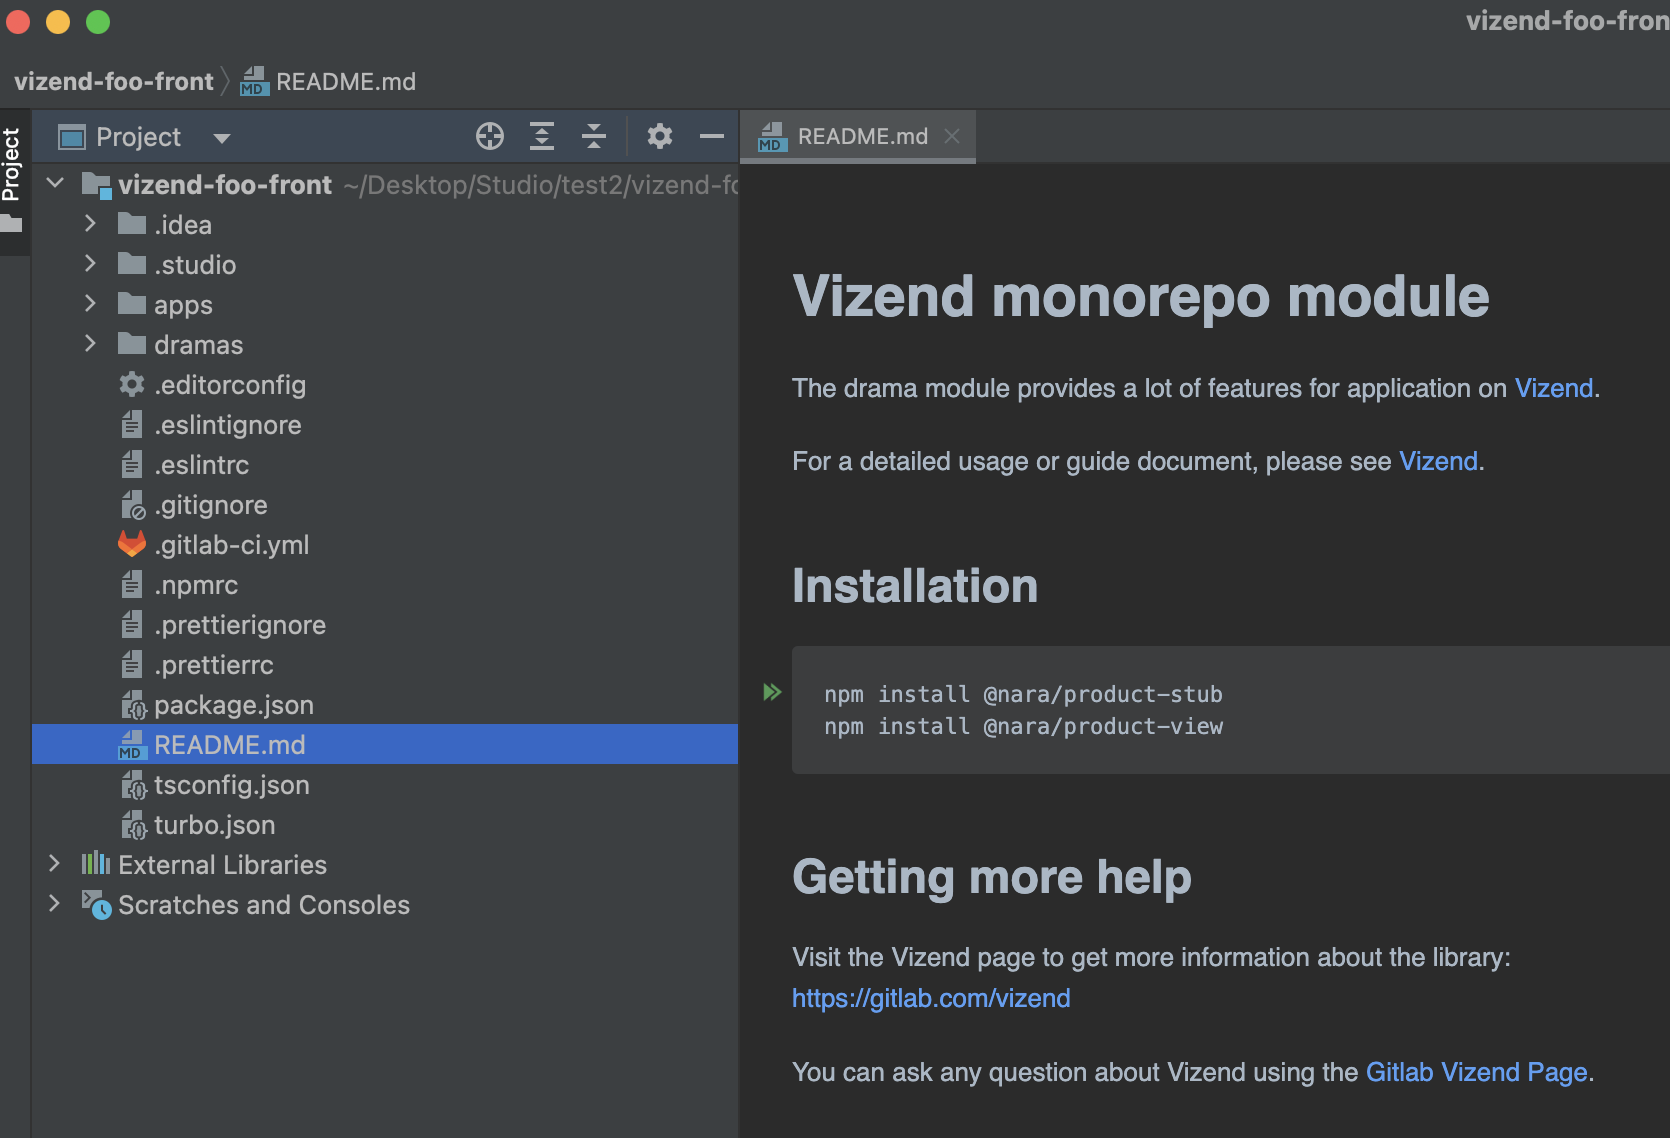 vizend-foo-fron
vizend-foo-front
README.md
Project
Project
README.md
vizend-foo-front ~/Desktop/Studio/test2/vizend-fo
.idea
.studio
apps
dramas
.editorconfig
.eslintignore
.eslintrc
.gitignore
.gitlab-ci.yml
.npmrc
.prettierignore
.prettierrc
package.json
README.md
tsconfig.json
turbo.json
External Libraries
Scratches and Consoles
Vizend monorepo module
The drama module provides a lot of features for application on Vizend.
For a detailed usage or guide document, please see Vizend.
Installation
npm install @nara/product-stub
npm install @nara/product-view
Getting more help
Visit the Vizend page to get more information about the library:
https://gitlab.com/vizend
You can ask any question about Vizend using the Gitlab Vizend Page.